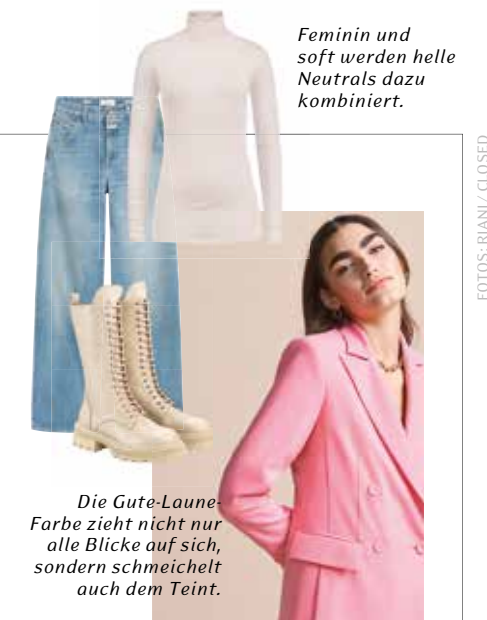 Feminin und
soft werden helle
Neutrals dazu
kombiniert.
FOTOS: RIANI / CLOSED
Die Gute-Laune-
Farbe zieht nicht nur
alle Blicke auf sich,
sondern schmeichelt
auch dem Teint.